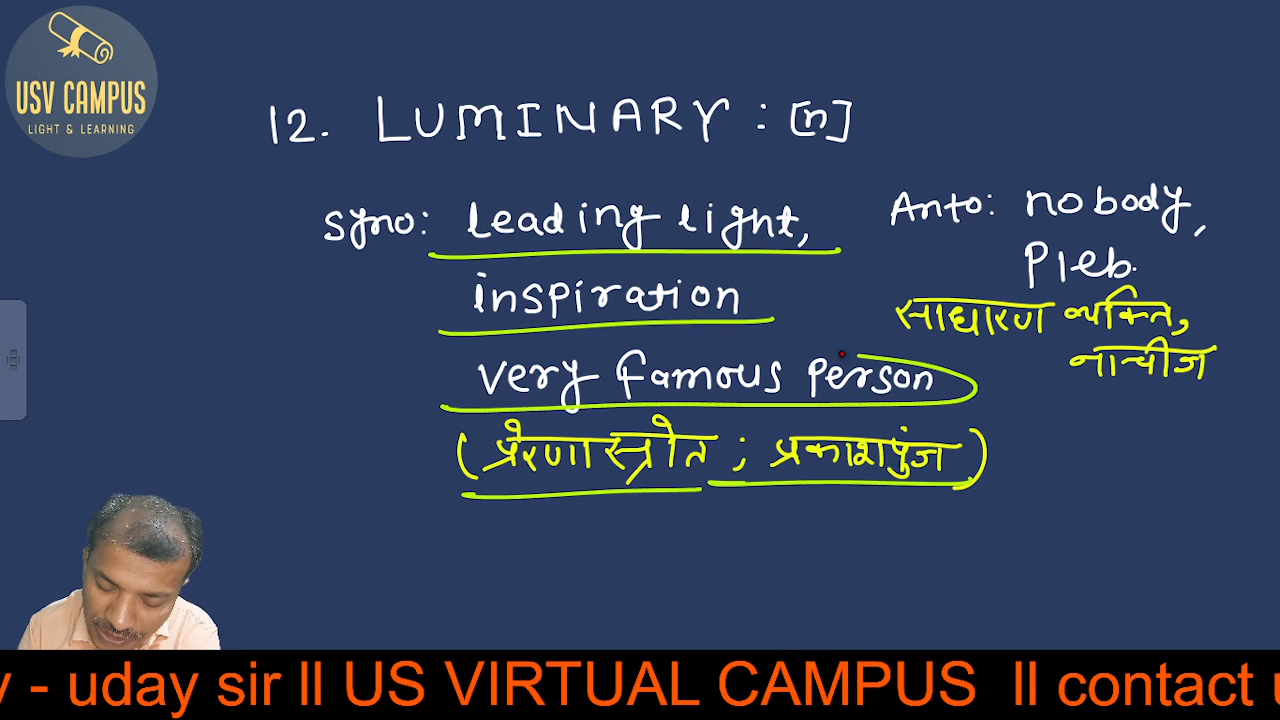 USV CAMPUS
LIGHT & LEARNING
12. LUMINARY : [n]
Syno: leading light,
inspiration
very famous person
(प्रेरणास्रोत ; प्रकाशपुंज)
Anto: nobody,
Pleb.
साधारण व्यक्ति,
नाचीज
- uday sir ll US VIRTUAL CAMPUS ll contact